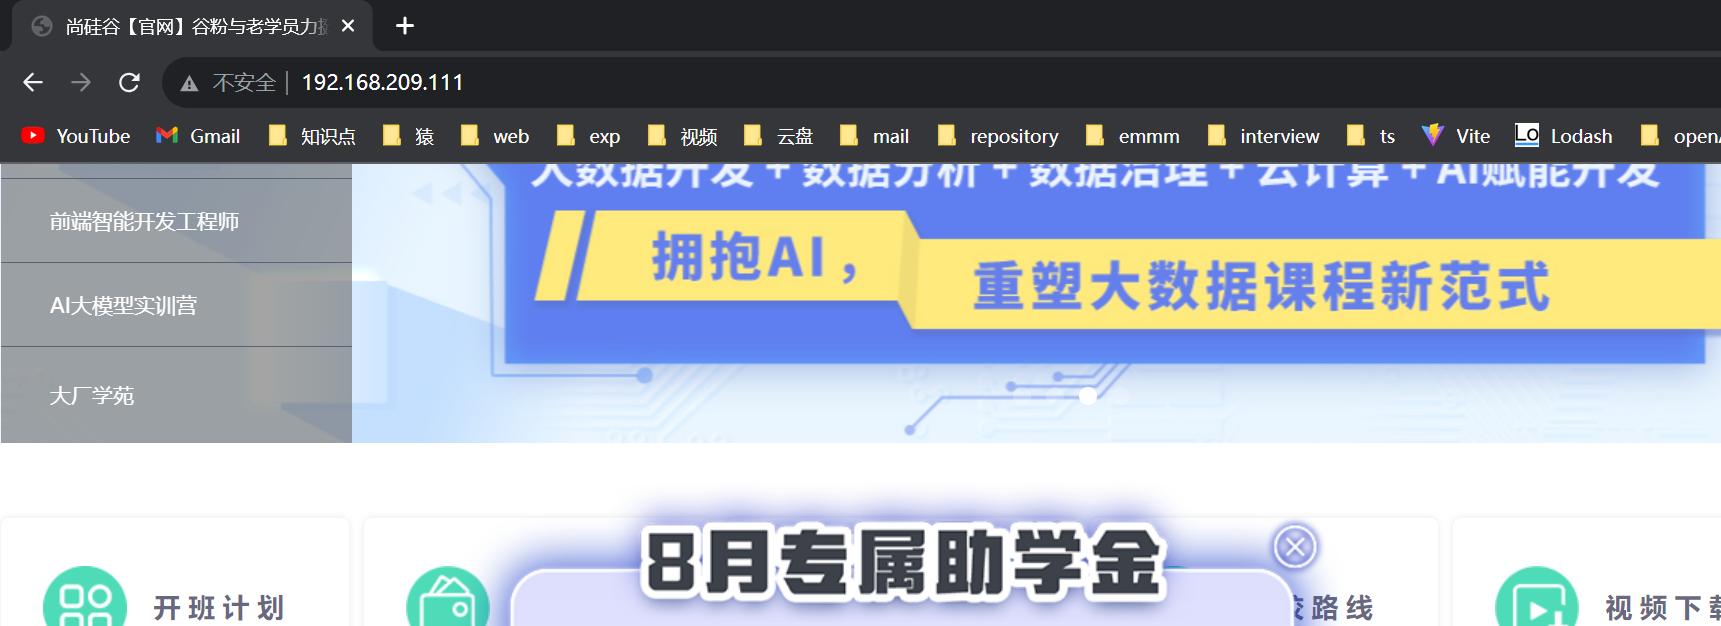 尚硅谷【官网】谷粉与老学员力挺
不安全 192.168.209.111
YouTube Gmail 知识点 猿 web exp 视频 云盘 mail repository emmm interview ts Vite Lodash open
大数据开发+数据分析+数据治理+云计算+AI赋能开发
前端智能开发工程师
拥抱AI，
重塑大数据课程新范式
AI大模型实训营
大厂学苑
8月专属助学金
开班计划
路线
视频下载